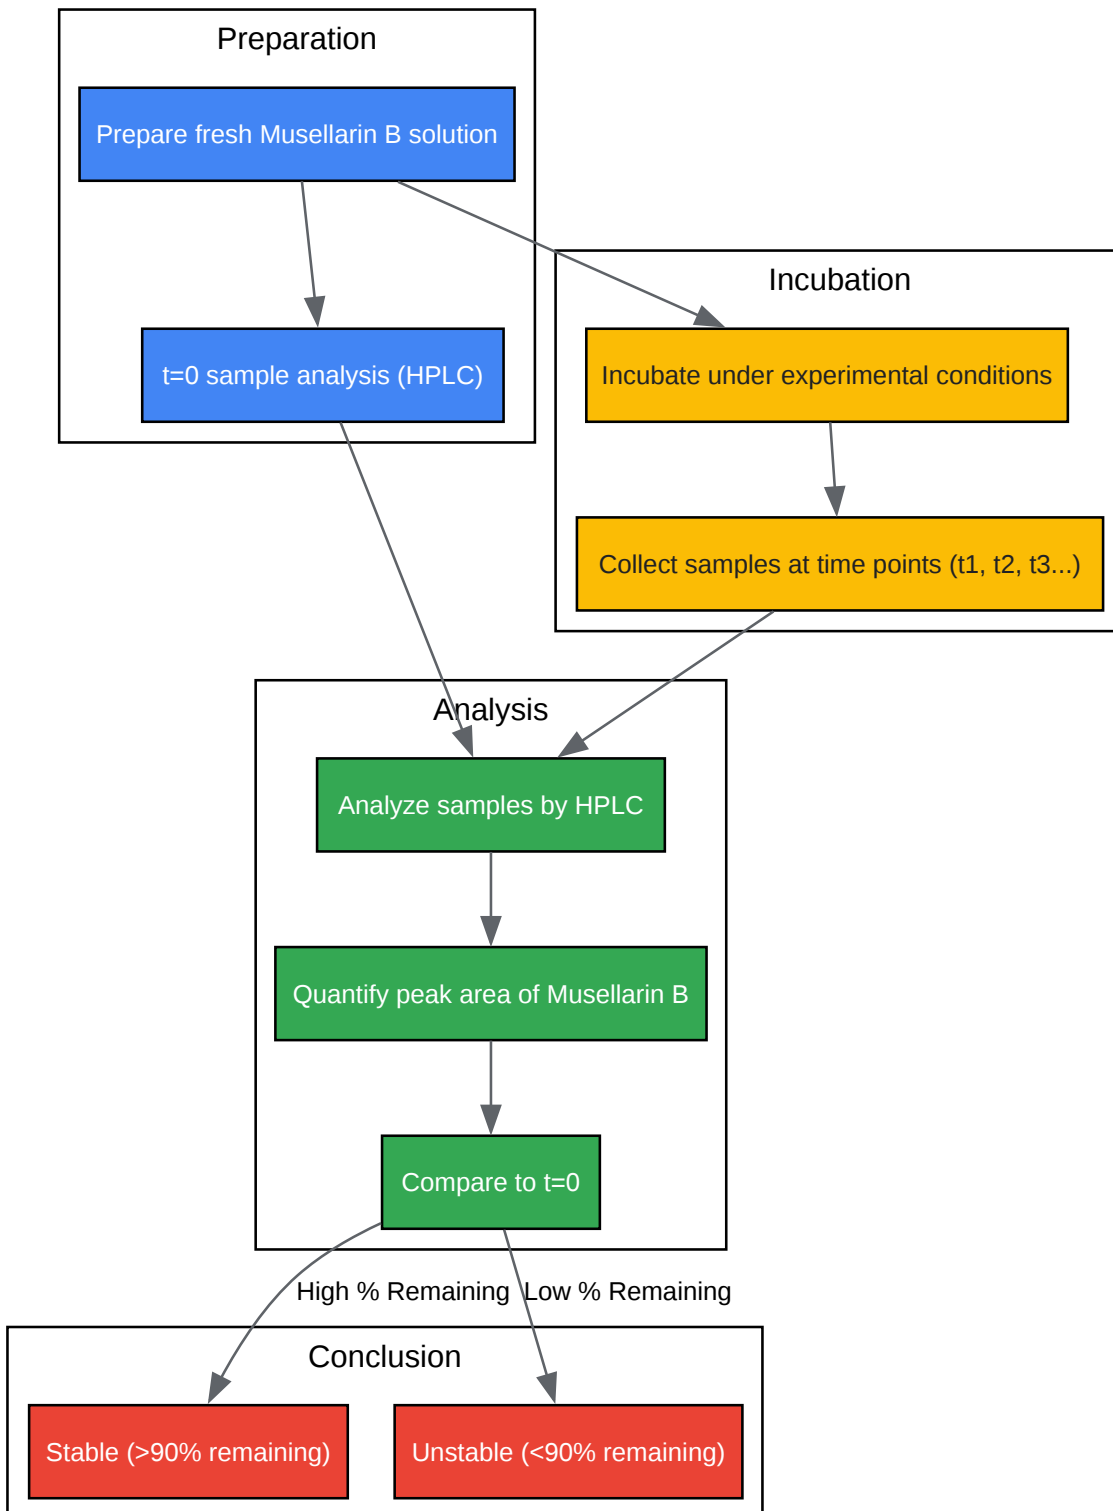 Preparation
Prepare fresh Musellarin B solution
Incubation
t=0 sample analysis (HPLC)
Incubate under experimental conditions
Collect samples at time points (t1, t2, t3...)
Analysis
Analyze samples by HPLC
Quantify peak area of Musellarin B
Compare to t=0
High % Remaining
Low % Remaining
Conclusion
Stable (>90% remaining)
Unstable (<90% remaining)